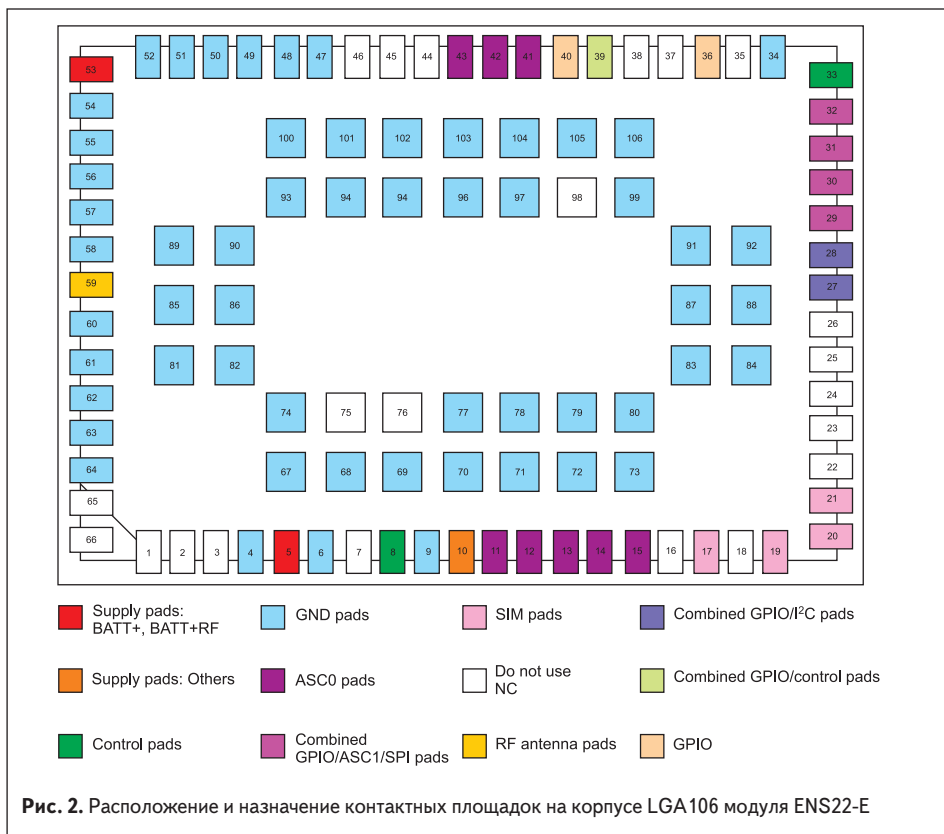 52 51 50 49 48 47 46 45 44 43 42 41 40 39 38 37 36 35 34
53 33
54 32
55 31
56 30
57 29
58 28
59 27
60 26
61 25
62 24
63 23
64 22
65 21
66 20
100 101 102 103 104 105 106
93 94 94 96 97 98 99
89 90 91 92
85 86 87 88
81 82 83 84
74 75 76 77 78 79 80
67 68 69 70 71 72 73
1 2 3 4 5 6 7 8 9 10 11 12 13 14 15 16 17 18 19
Supply pads:
BATT+, BATT+RF
GND pads
SIM pads
Combined GPIO/I²C pads
Supply pads: Others
ASC0 pads
Do not use
NC
Combined GPIO/control pads
Control pads
Combined
GPIO/ASC1/SPI pads
RF antenna pads
GPIO
Рис. 2. Расположение и назначение контактных площадок на корпусе LGA106 модуля ENS22-E